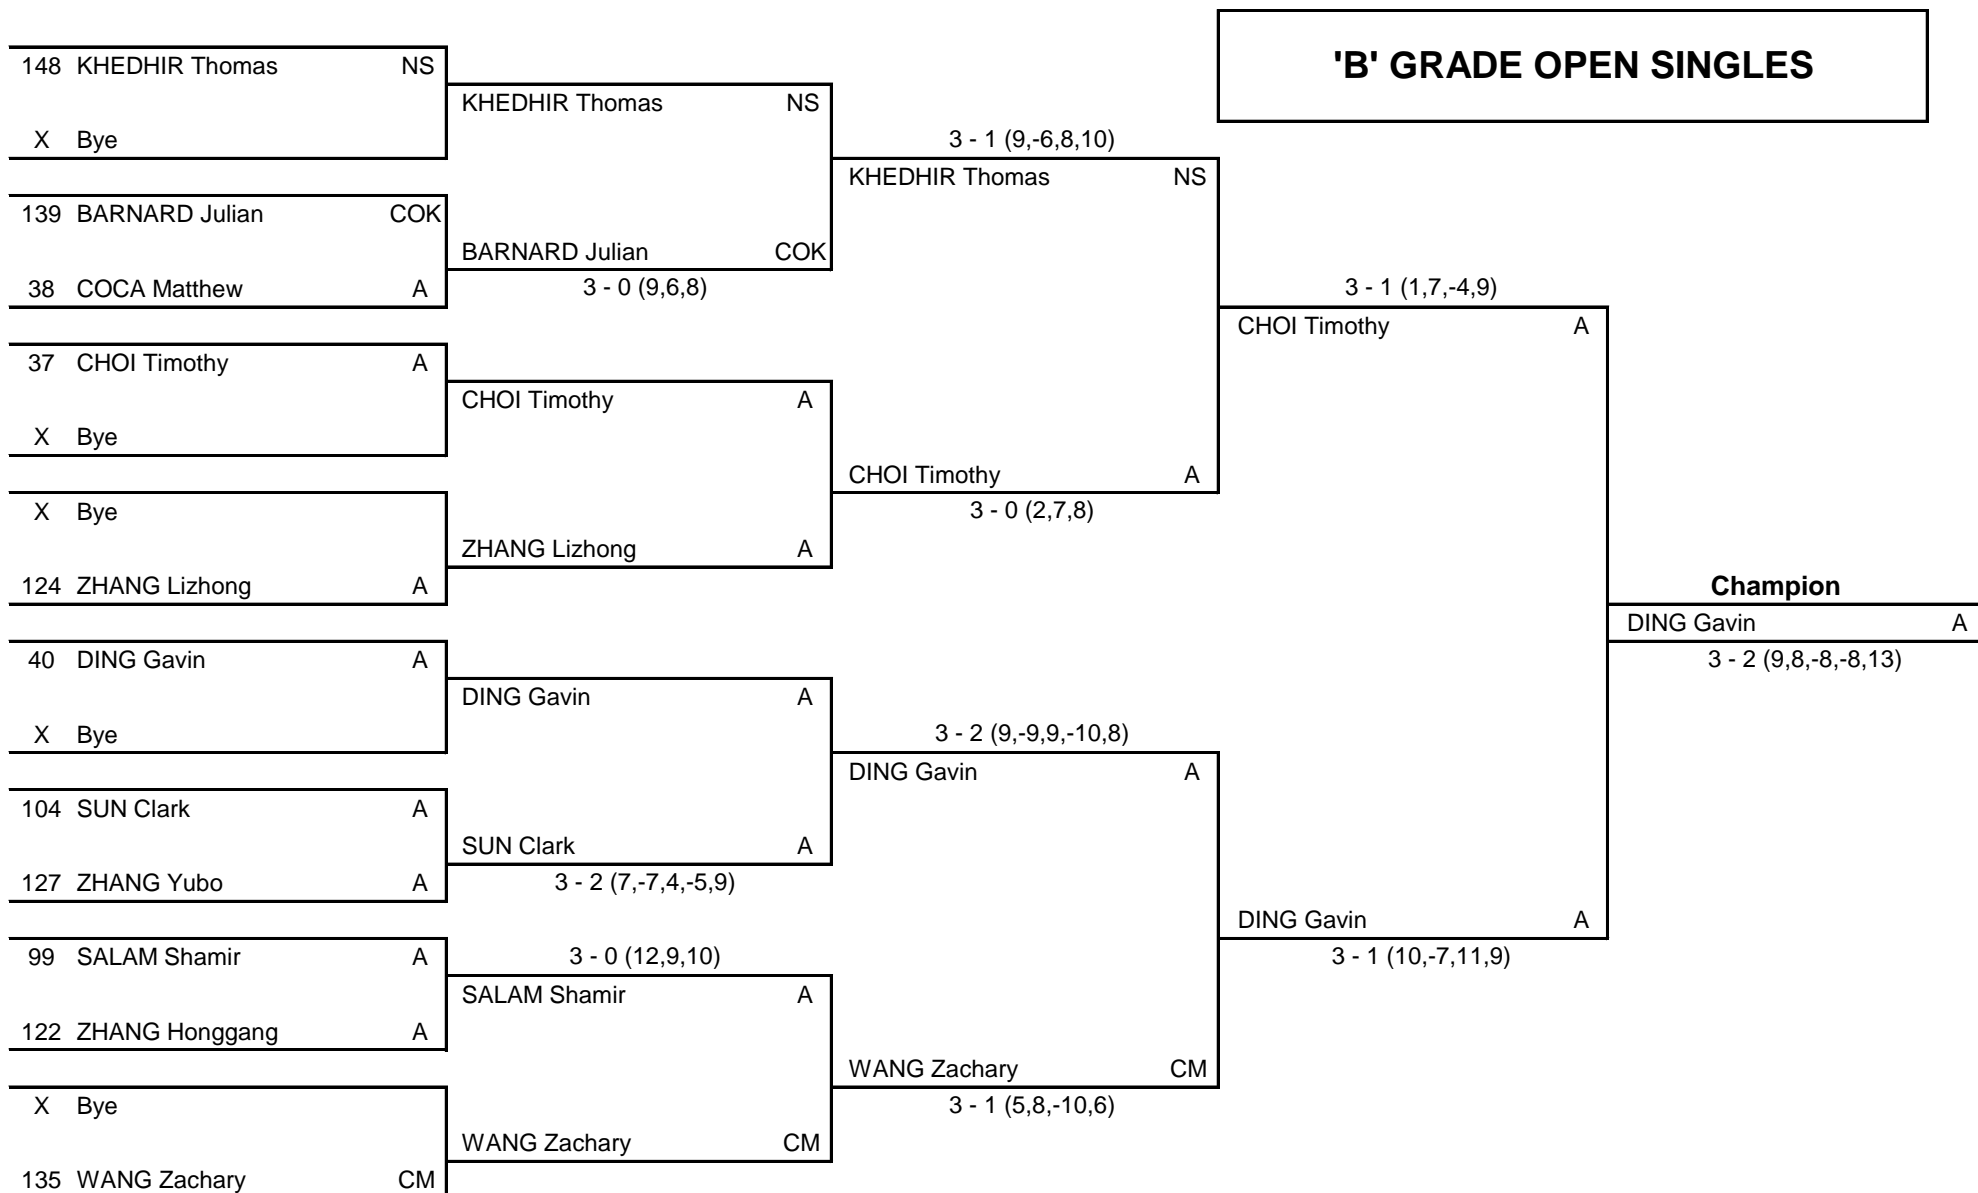 'B' GRADE OPEN SINGLES
148 KHEDHIR Thomas NS
X Bye
139 BARNARD Julian COK
38 COCA Matthew A
37 CHOI Timothy A
X Bye
X Bye
124 ZHANG Lizhong A
40 DING Gavin A
X Bye
104 SUN Clark A
127 ZHANG Yubo A
99 SALAM Shamir A
122 ZHANG Honggang A
X Bye
135 WANG Zachary CM
KHEDHIR Thomas NS
BARNARD Julian COK
3 - 0 (9,6,8)
CHOI Timothy A
ZHANG Lizhong A
DING Gavin A
SUN Clark A
3 - 2 (7,-7,4,-5,9)
3 - 0 (12,9,10)
SALAM Shamir A
WANG Zachary CM
3 - 1 (9,-6,8,10)
KHEDHIR Thomas NS
CHOI Timothy A
3 - 0 (2,7,8)
3 - 2 (9,-9,9,-10,8)
DING Gavin A
WANG Zachary CM
3 - 1 (5,8,-10,6)
3 - 1 (1,7,-4,9)
CHOI Timothy A
DING Gavin A
3 - 1 (10,-7,11,9)
Champion
DING Gavin A
3 - 2 (9,8,-8,-8,13)